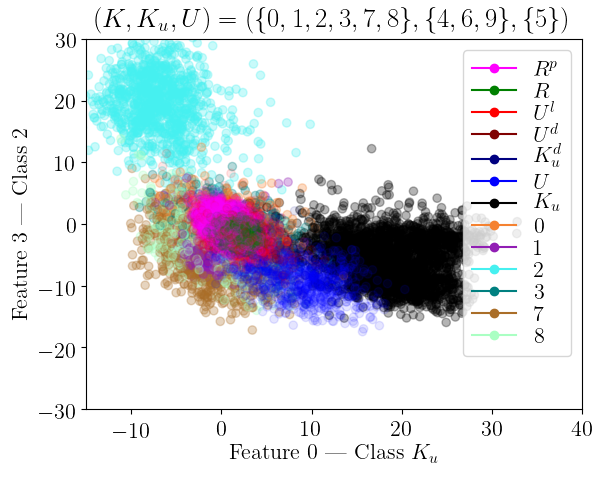 (K, K_u, U) = ({0, 1, 2, 3, 7, 8}, {4, 6, 9}, {5})
30
20
10
0
−10
−20
−30
Feature 3 — Class 2
−10
0
10
20
30
40
Feature 0 — Class K_u
R^p
R
U^l
U^d
K_u^d
U
K_u
0
1
2
3
7
8